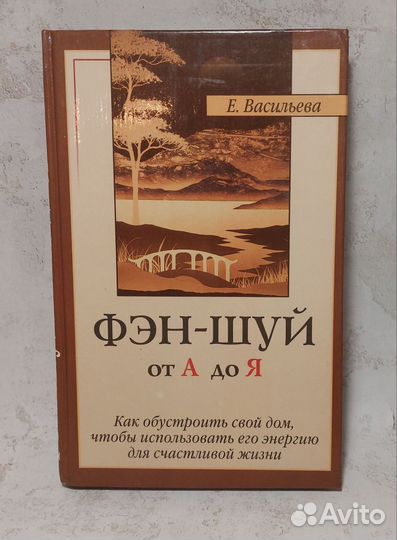 Е. Васильева
ФЭН-ШУЙ
от А до Я
Как обустроить свой дом,
чтобы использовать его энергию
для счастливой жизни
Avito